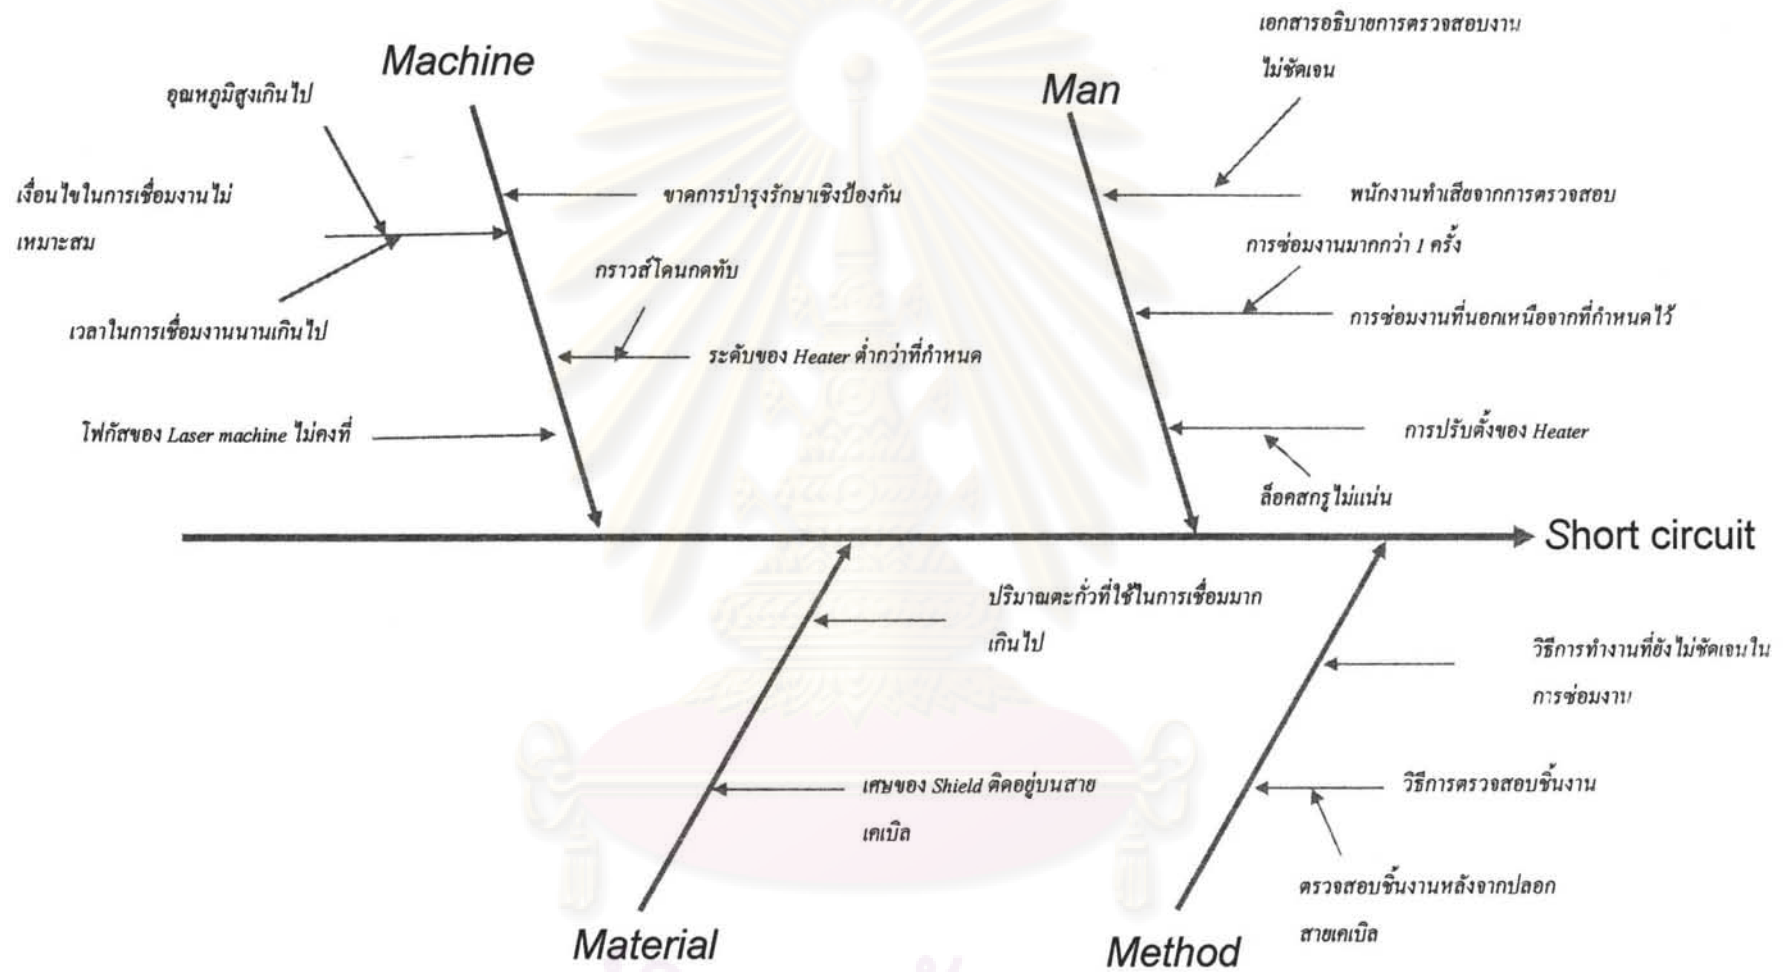 Machine
อุณหภูมิสูงเกินไป
เงื่อนไขในการเชื่อมงานไม่
เหมาะสม
เวลาในการเชื่อมงานนานเกินไป
ขาดการบำรุงรักษาเชิงป้องกัน
กราวส์โดนกดทับ
ระดับของ Heater ต่ำกว่าที่กำหนด
โฟกัสของ Laser machine ไม่คงที่
Man
เอกสารอธิบายการตรวจสอบงาน
ไม่ชัดเจน
พนักงานทำเสียจากการตรวจสอบ
การซ่อมงานมากกว่า 1 ครั้ง
การซ่อมงานที่นอกเหนือจากที่กำหนดไว้
การปรับตั้งของ Heater
ล็อคสกรูไม่แน่น
Short circuit
ปริมาณตะกั่วที่ใช้ในการเชื่อมมาก
เกินไป
เศษของ Shield ติดอยู่บนสาย
เคเบิล
Material
วิธีการทำงานที่ยังไม่ชัดเจนใน
การซ่อมงาน
วิธีการตรวจสอบชิ้นงาน
ตรวจสอบชิ้นงานหลังจากปลอก
สายเคเบิล
Method